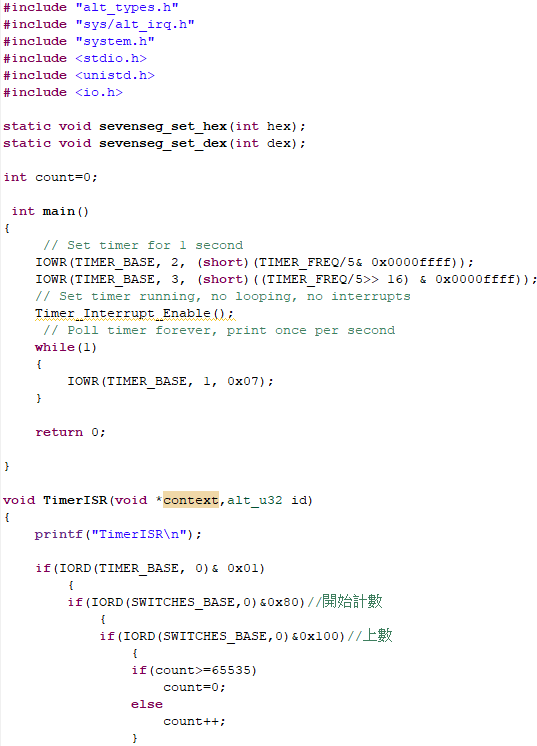 #include "alt_types.h"
#include "sys/alt_irq.h"
#include "system.h"
#include <stdio.h>
#include <unistd.h>
#include <io.h>

static void sevenseg_set_hex(int hex);
static void sevenseg_set_dex(int dex);

int count=0;

 int main()
{
     // Set timer for 1 second
    IOWR(TIMER_BASE, 2, (short)(TIMER_FREQ/5& 0x0000ffff));
    IOWR(TIMER_BASE, 3, (short)((TIMER_FREQ/5>> 16) & 0x0000ffff));
    // Set timer running, no looping, no interrupts
    Timer_Interrupt_Enable();
     // Poll timer forever, print once per second
    while(1)
    {
        IOWR(TIMER_BASE, 1, 0x07);
    }

    return 0;

}

void TimerISR(void *context,alt_u32 id)
{
    printf("TimerISR\n");

    if(IORD(TIMER_BASE, 0)& 0x01)
        {
        if(IORD(SWITCHES_BASE,0)&0x80)//開始計數
            {
            if(IORD(SWITCHES_BASE,0)&0x100)//上數
                {
                if(count>=65535)
                    count=0;
                else
                    count++;
                }